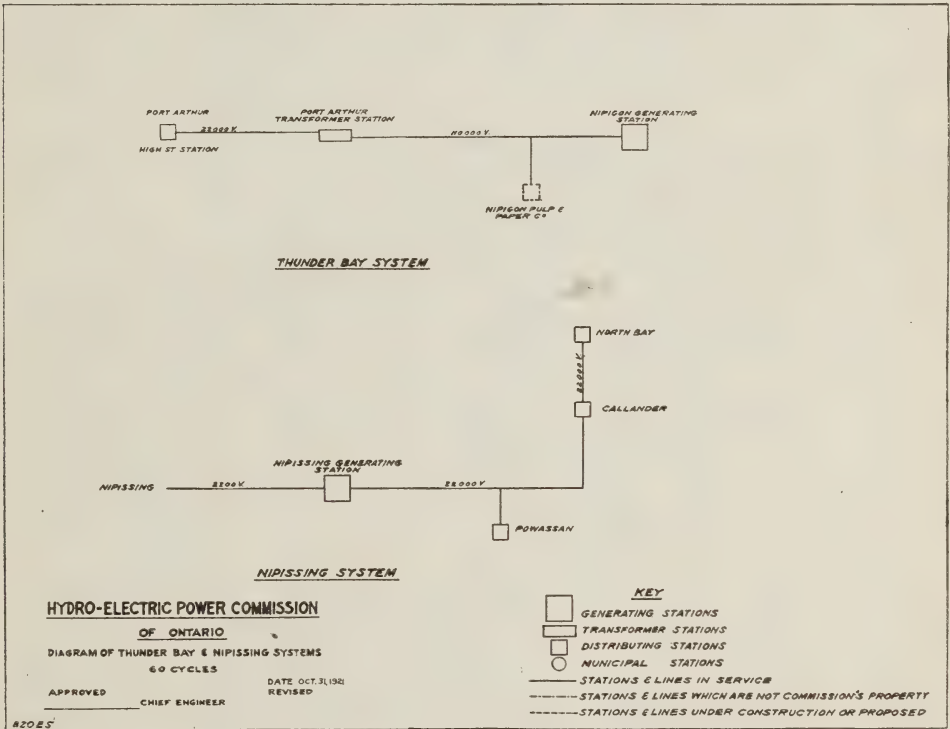 PORT ARTHUR
22000 V.
HIGH ST STATION
PORT ARTHUR
TRANSFORMER STATION
110000 V.
NIPIGON GENERATING
STATION
NIPIGON PULP &
PAPER Co
THUNDER BAY SYSTEM
NORTH BAY
22000 V.
CALLANDER
NIPISSING GENERATING
STATION
NIPISSING
2200 V.
22000 V.
POWASSAN
NIPISSING SYSTEM
HYDRO-ELECTRIC POWER COMMISSION
OF ONTARIO
DIAGRAM OF THUNDER BAY & NIPISSING SYSTEMS
60 CYCLES
DATE OCT. 31, 1921
APPROVED
REVISED
CHIEF ENGINEER
KEY
GENERATING STATIONS
TRANSFORMER STATIONS
DISTRIBUTING STATIONS
MUNICIPAL STATIONS
STATIONS & LINES IN SERVICE
STATIONS & LINES WHICH ARE NOT COMMISSION'S PROPERTY
STATIONS & LINES UNDER CONSTRUCTION OR PROPOSED